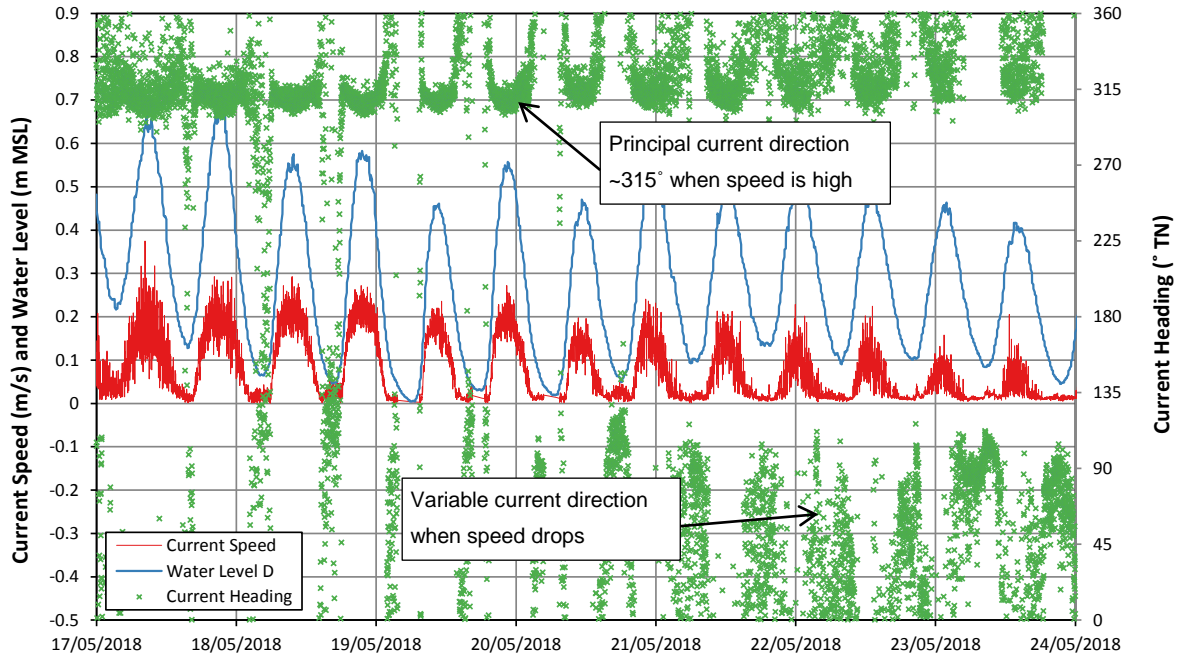 0.9
0.8
0.7
0.6
0.5
0.4
0.3
0.2
0.1
0
-0.1
-0.2
-0.3
-0.4
-0.5
Current Speed (m/s) and Water Level (m MSL)
360
315
270
225
180
135
90
45
0
Current Heading (° TN)
Principal current direction
~315° when speed is high
Variable current direction
when speed drops
Current Speed
Water Level D
Current Heading
17/05/2018 18/05/2018 19/05/2018 20/05/2018 21/05/2018 22/05/2018 23/05/2018 24/05/2018